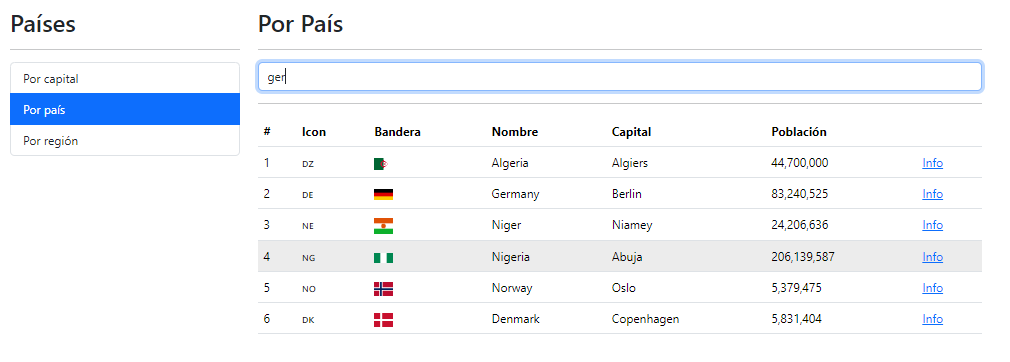 Países
Por capital
Por país
Por región
Por País
ger
# Icon Bandera Nombre Capital Población
1 DZ Algeria Algiers 44,700,000 Info
2 DE Germany Berlin 83,240,525 Info
3 NE Niger Niamey 24,206,636 Info
4 NG Nigeria Abuja 206,139,587 Info
5 NO Norway Oslo 5,379,475 Info
6 DK Denmark Copenhagen 5,831,404 Info